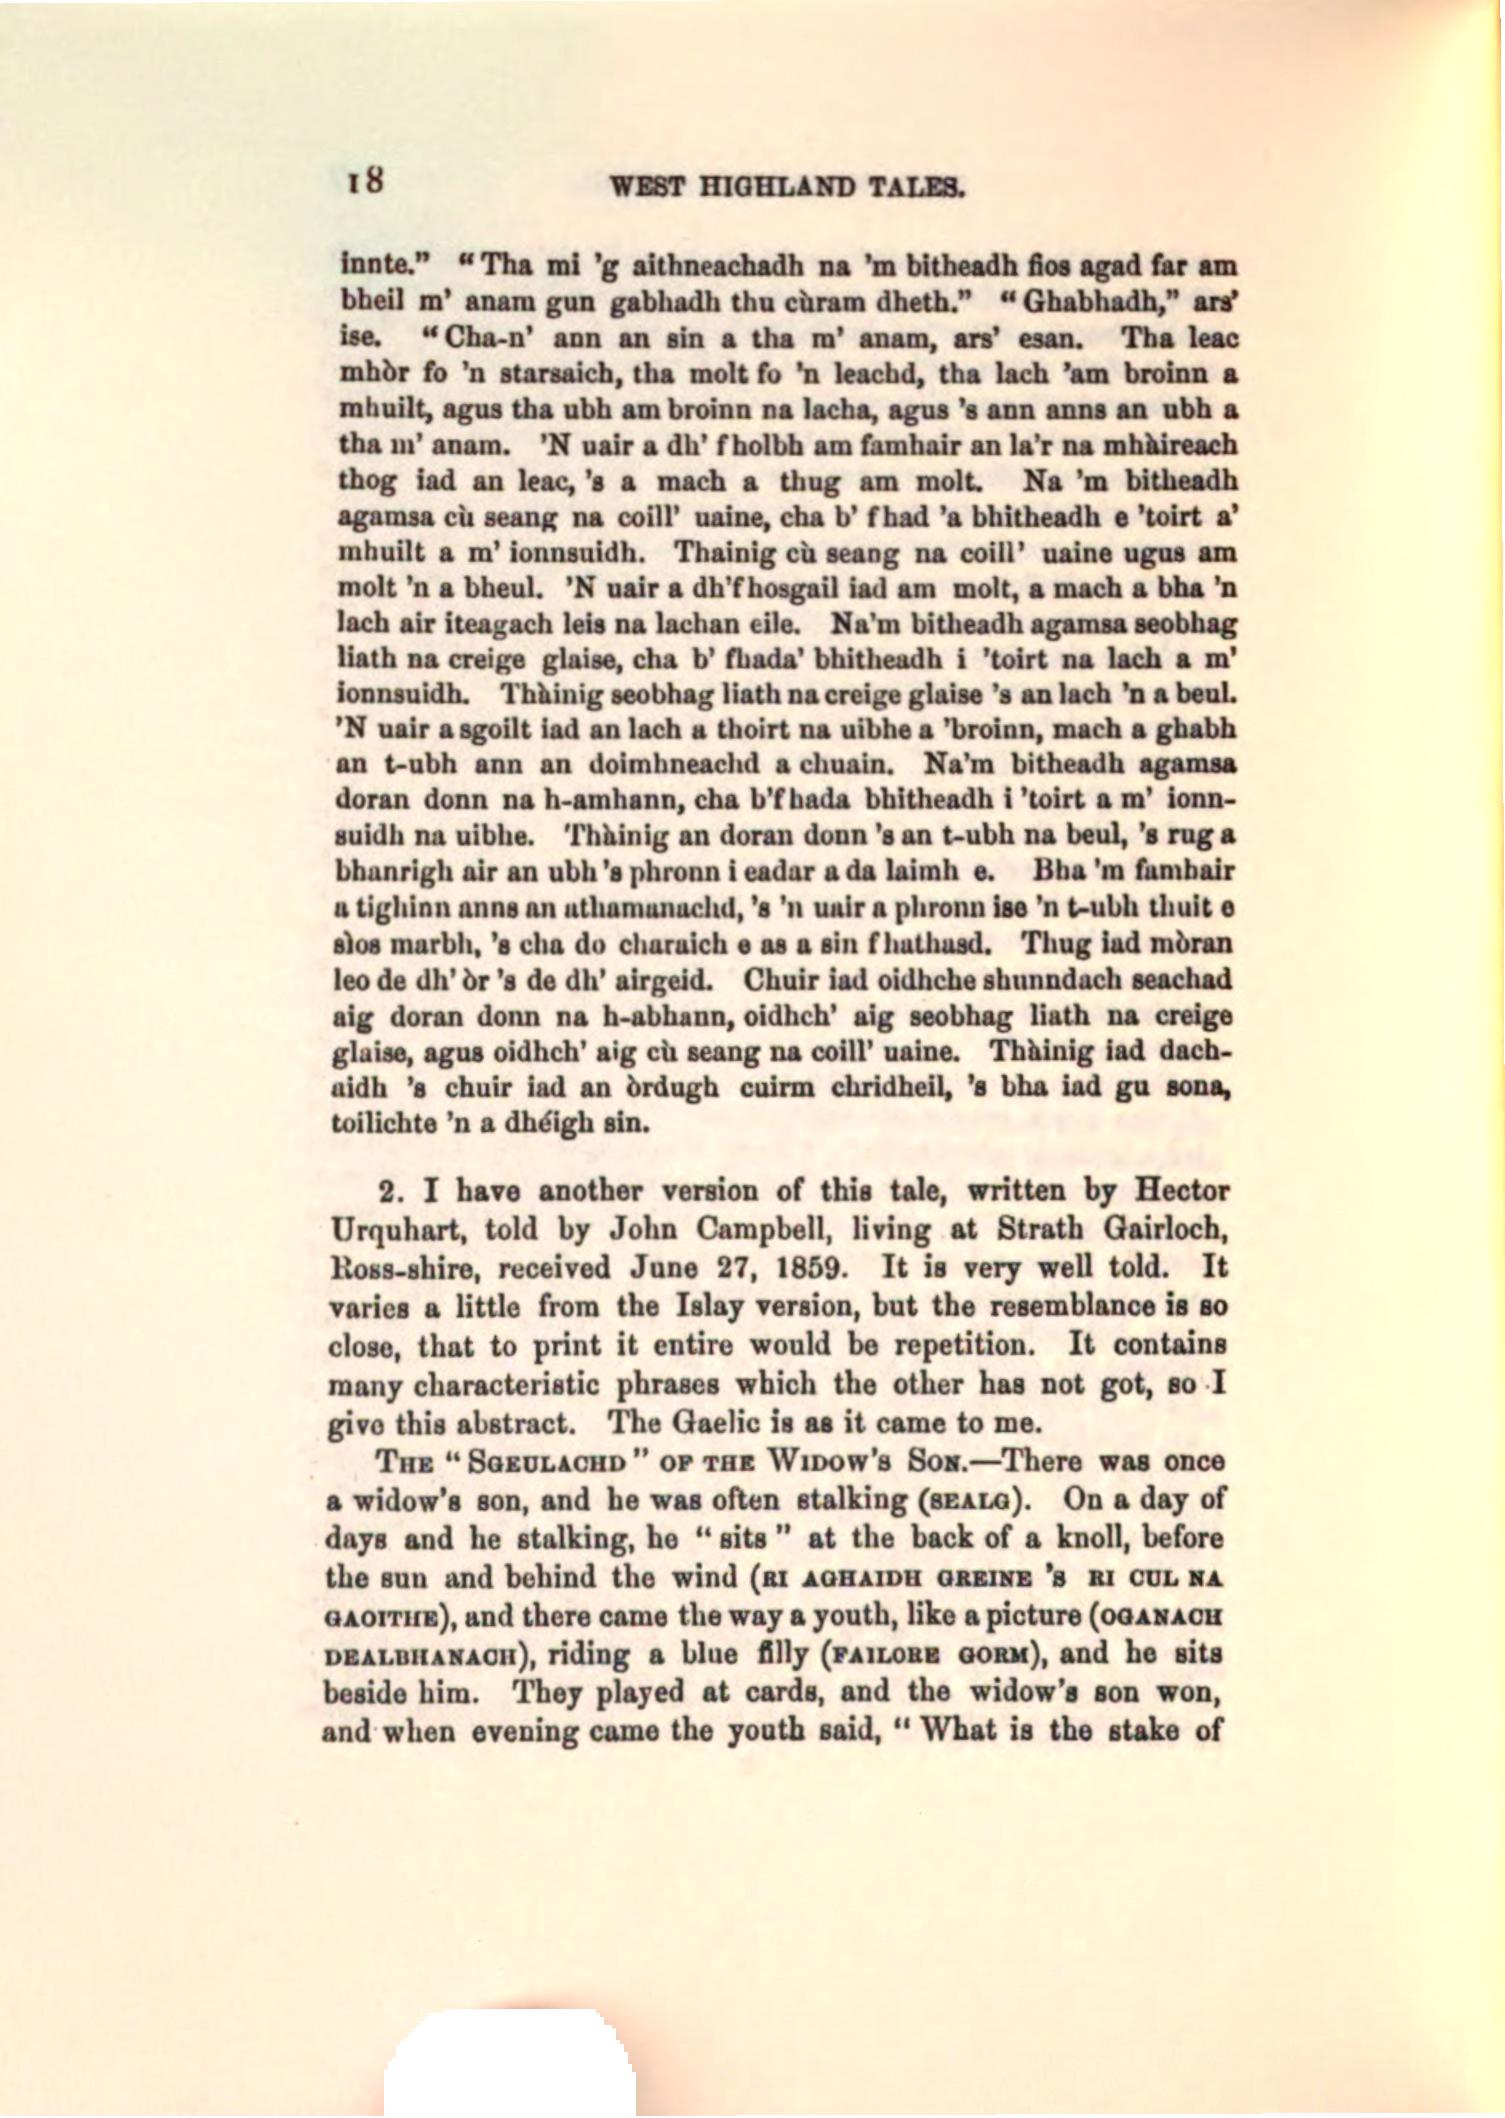 18 WEST HIGHLAND TALES.
innte.” “Tha mi ’g aithneachadh na ’m bitheadh fios agad far am
bheil m’ anam gun gabhadh thu cùram dheth.” “Ghabhadh,” ars’
ise. “Cha-n’ ann an sin a tha m’ anam, ars’ esan. Tha leac
mhòr fo ’n starsaich, tha molt fo ’n leachd, tha lach ’am broinn a
mhuilt, agus tha ubh am broinn na lacha, agus ’s ann anns an ubh a
tha m’ anam. ’N uair a dh’ fholbh am famhair an la’r na mhàireach
thog iad an leac, ’s a mach a thug am molt. Na ’m bitheadh
agamsa cù seang na coill’ uaine, cha b’ fhad ’a bhitheadh e ’toirt a’
mhuilt a m’ ionnsuidh. Thainig cù seang na coill’ uaine ugus am
molt ’n a bheul. ’N uair a dh’fhosgail iad am molt, a mach a bha ’n
lach air iteagach leis na lachan eile. Na’m bitheadh agamsa seobhag
liath na creige glaise, cha b’ fhada’ bhitheadh i ’toirt na lach a m’
ionnsuidh. Thàinig seobhag liath na creige glaise ’s an lach ’n a beul.
’N uair a sgoilt iad an lach a thoirt na uibhe a ’broinn, mach a ghabh
an t-ubh ann an doimhneachd a chuain. Na’m bitheadh agamsa
doran donn na h-amhann, cha b’fhada bhitheadh i ’toirt a m’ ionn-
suidh na uibhe. Thàinig an doran donn ’s an t-ubh na beul, ’s rug a
bhanrigh air an ubh ’s phronn i eadar a da laimh e. Bha ’m famhair
a tighinn anns an athamanachd, ’s ’n uair a phronn ise ’n t-ubh thuit e
sìos marbh, ’s cha do charaich e as a sin fhathasd. Thug iad mòran
leo de dh’ òr ’s de dh’ airgeid. Chuir iad oidhche shunndach seachad
aig doran donn na h-abhann, oidhch’ aig seobhag liath na creige
glaise, agus oidhch’ aig cù seang na coill’ uaine. Thàinig iad dach-
aidh ’s chuir iad an òrdugh cuirm chridheil, ’s bha iad gu sona,
toilichte ’n a dhéigh sin.
2. I have another version of this tale, written by Hector
Urquhart, told by John Campbell, living at Strath Gairloch,
Ross-shire, received June 27, 1859. It is very well told. It
varies a little from the Islay version, but the resemblance is so
close, that to print it entire would be repetition. It contains
many characteristic phrases which the other has not got, so I
give this abstract. The Gaelic is as it came to me.
THE “SGEULACHD” OF THE WIDOW’S SON.—There was once
a widow’s son, and he was often stalking (SEALG). On a day of
days and he stalking, he “sits” at the back of a knoll, before
the sun and behind the wind (RI AGHAIDH GREINE ’S RI CUL NA
GAOITHE), and there came the way a youth, like a picture (OGANACH
DEALBHANACH), riding a blue filly (FAILORE GORM), and he sits
beside him. They played at cards, and the widow’s son won,
and when evening came the youth said, “What is the stake of